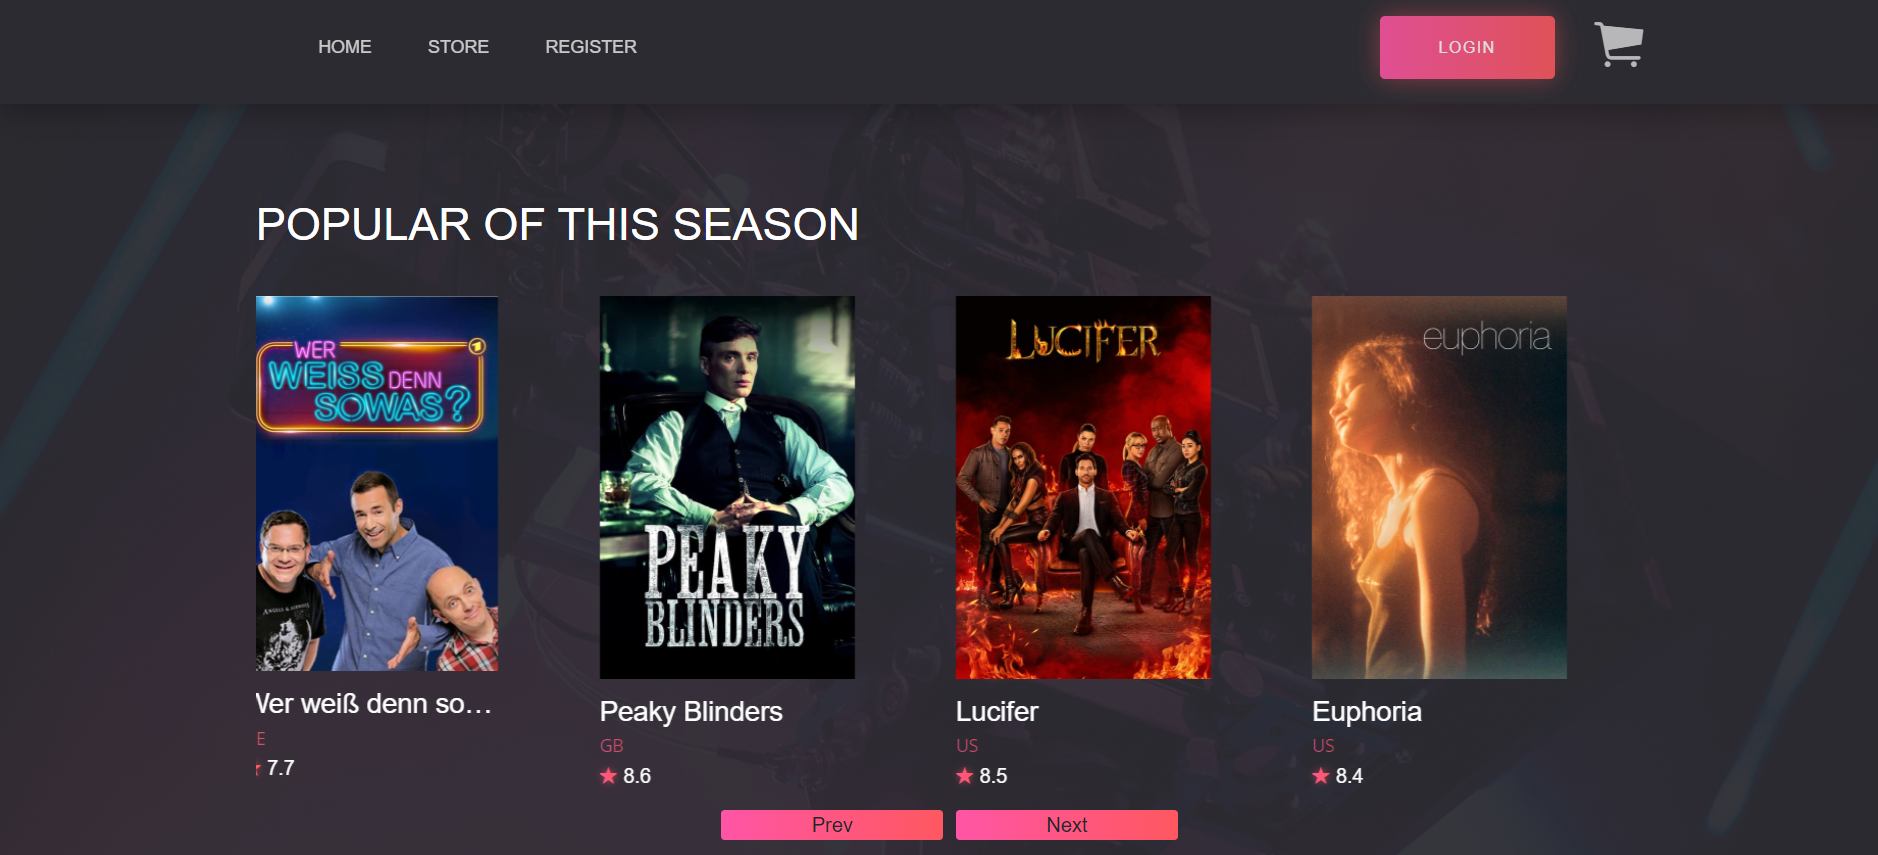 HOME STORE REGISTER LOGIN
POPULAR OF THIS SEASON
WER
WEISS DENN
SOWAS?
PEAKY
BLINDERS
LUCIFER
euphoria
Wer weiß denn so...
E
7.7
Peaky Blinders
GB
8.6
Lucifer
US
8.5
Euphoria
US
8.4
Prev Next